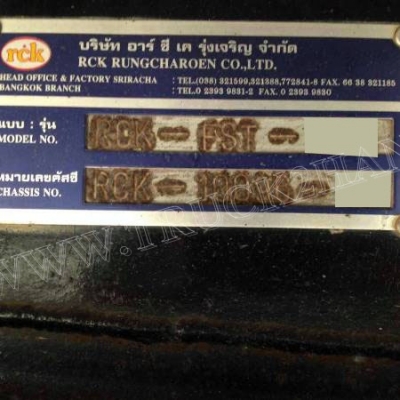 rck
บริษัท อาร์ ซี เค รุ่งเจริญ จำกัด
RCK RUNGCHAROEN CO.,LTD.
HEAD OFFICE & FACTORY SRIRACHA : TEL.(038) 321599,321388,772841-8 FAX. 66 38 321185
BANGKOK BRANCH : TEL.0 2393 9831-2 FAX. 0 2393 9830
แบบ : รุ่น
MODEL NO. RCK - FST -
หมายเลขคัสซี
CHASSIS NO. RCK -